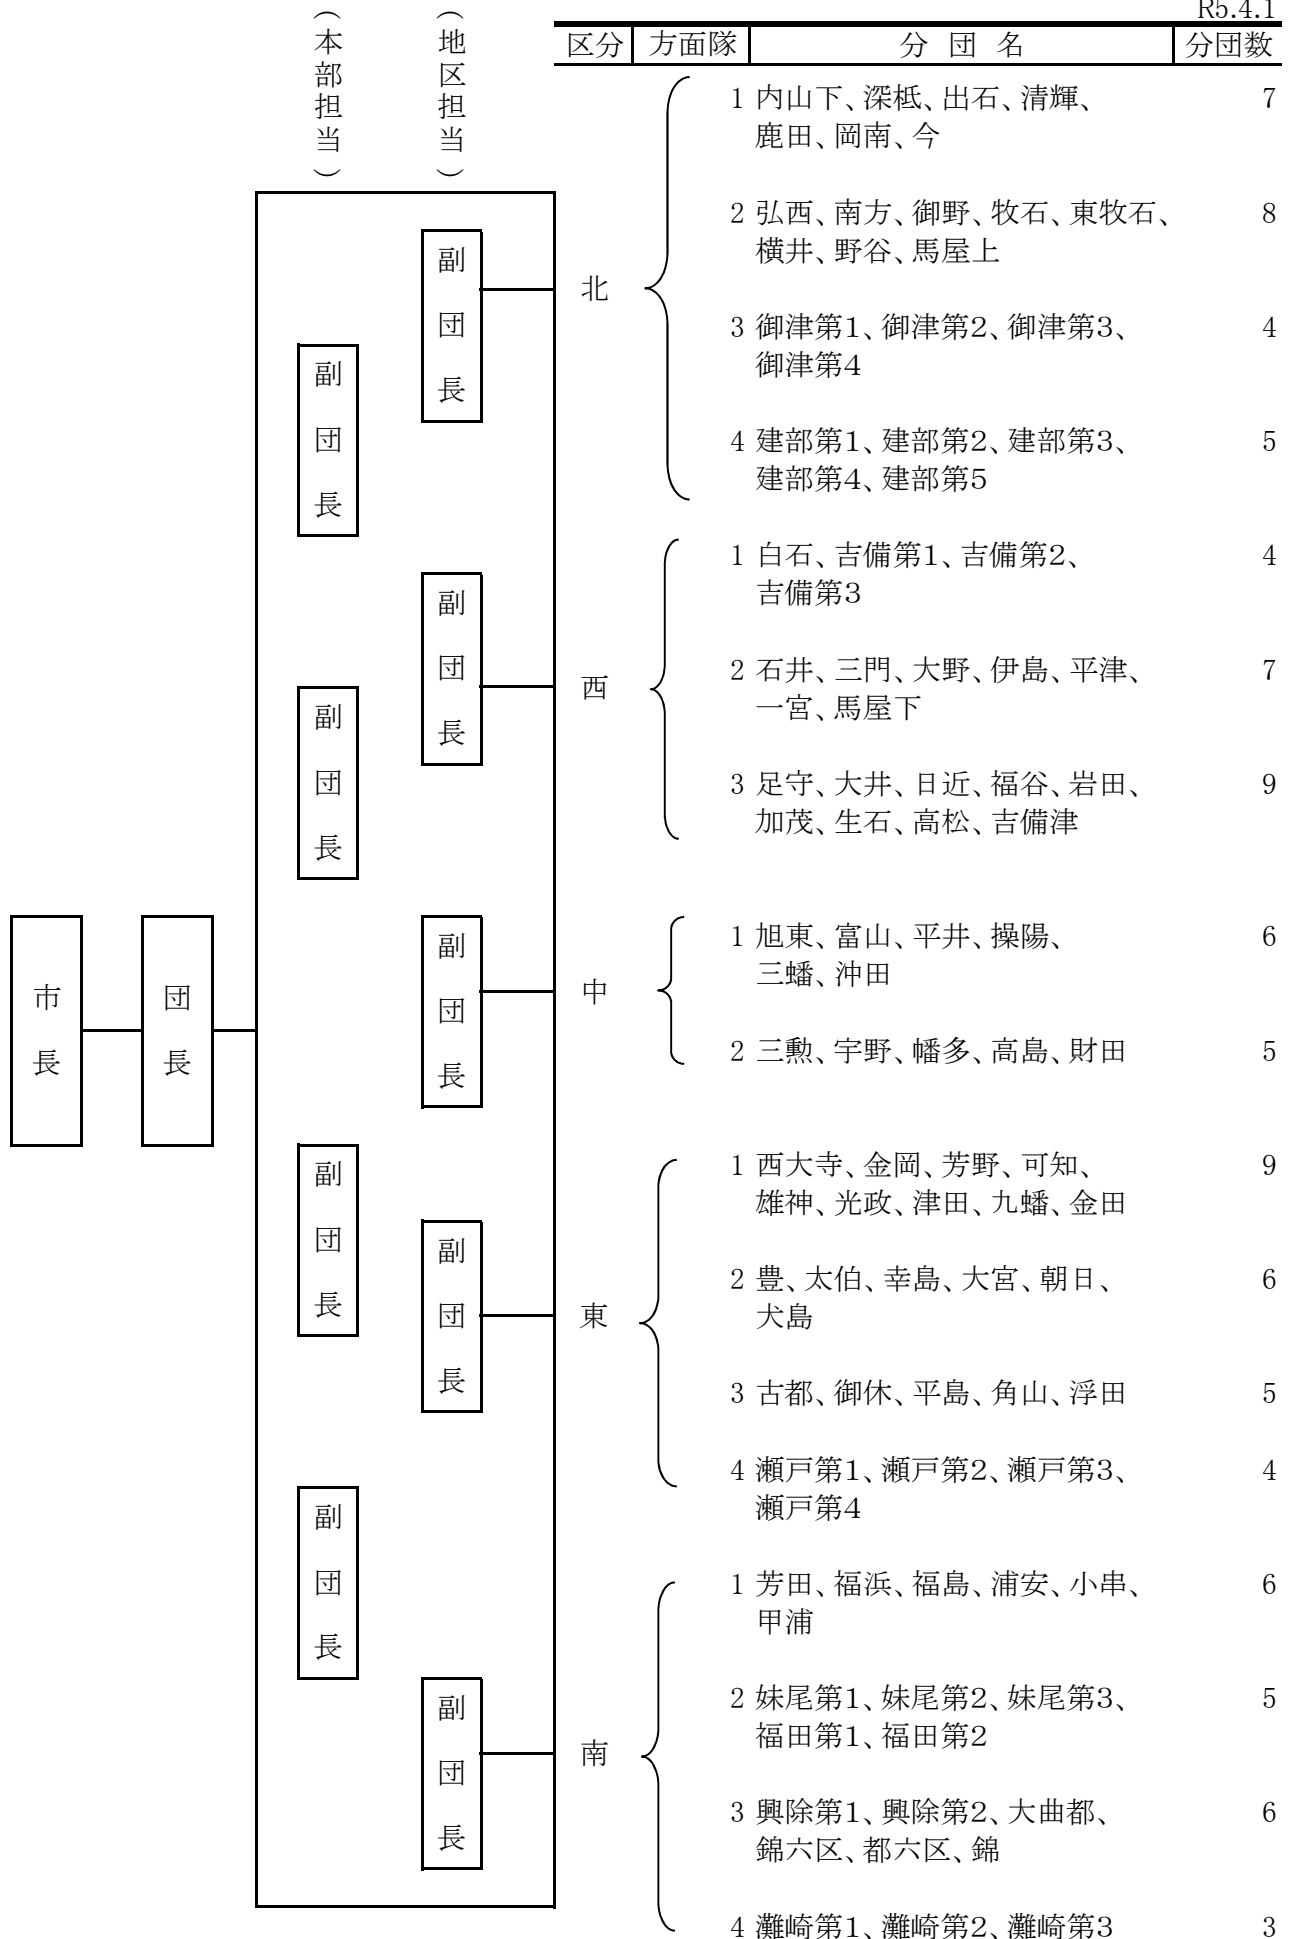 R5.4.1
（本部担当）
（地区担当）
区分 方面隊 分団名 分団数
市長
団長
副団長
副団長
副団長
副団長
副団長
副団長
副団長
副団長
副団長
北
1 内山下、深柢、出石、清輝、 7
鹿田、岡南、今
2 弘西、南方、御野、牧石、東牧石、 8
横井、野谷、馬屋上
3 御津第1、御津第2、御津第3、 4
御津第4
4 建部第1、建部第2、建部第3、 5
建部第4、建部第5
西
1 白石、吉備第1、吉備第2、 4
吉備第3
2 石井、三門、大野、伊島、平津、 7
一宮、馬屋下
3 足守、大井、日近、福谷、岩田、 9
加茂、生石、高松、吉備津
中
1 旭東、富山、平井、操陽、 6
三蟠、沖田
2 三勲、宇野、幡多、高島、財田 5
東
1 西大寺、金岡、芳野、可知、 9
雄神、光政、津田、九蟠、金田
2 豊、太伯、幸島、大宮、朝日、 6
犬島
3 古都、御休、平島、角山、浮田 5
4 瀬戸第1、瀬戸第2、瀬戸第3、 4
瀬戸第4
南
1 芳田、福浜、福島、浦安、小串、 6
甲浦
2 妹尾第1、妹尾第2、妹尾第3、 5
福田第1、福田第2
3 興除第1、興除第2、大曲都、 6
錦六区、都六区、錦
4 灘崎第1、灘崎第2、灘崎第3 3